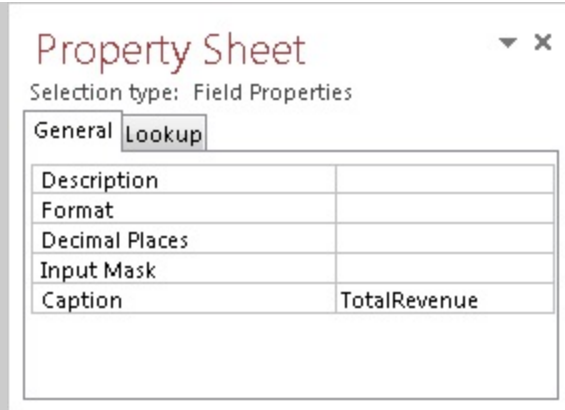 Property Sheet
Selection type: Field Properties
General Lookup
Description
Format
Decimal Places
Input Mask
Caption TotalRevenue